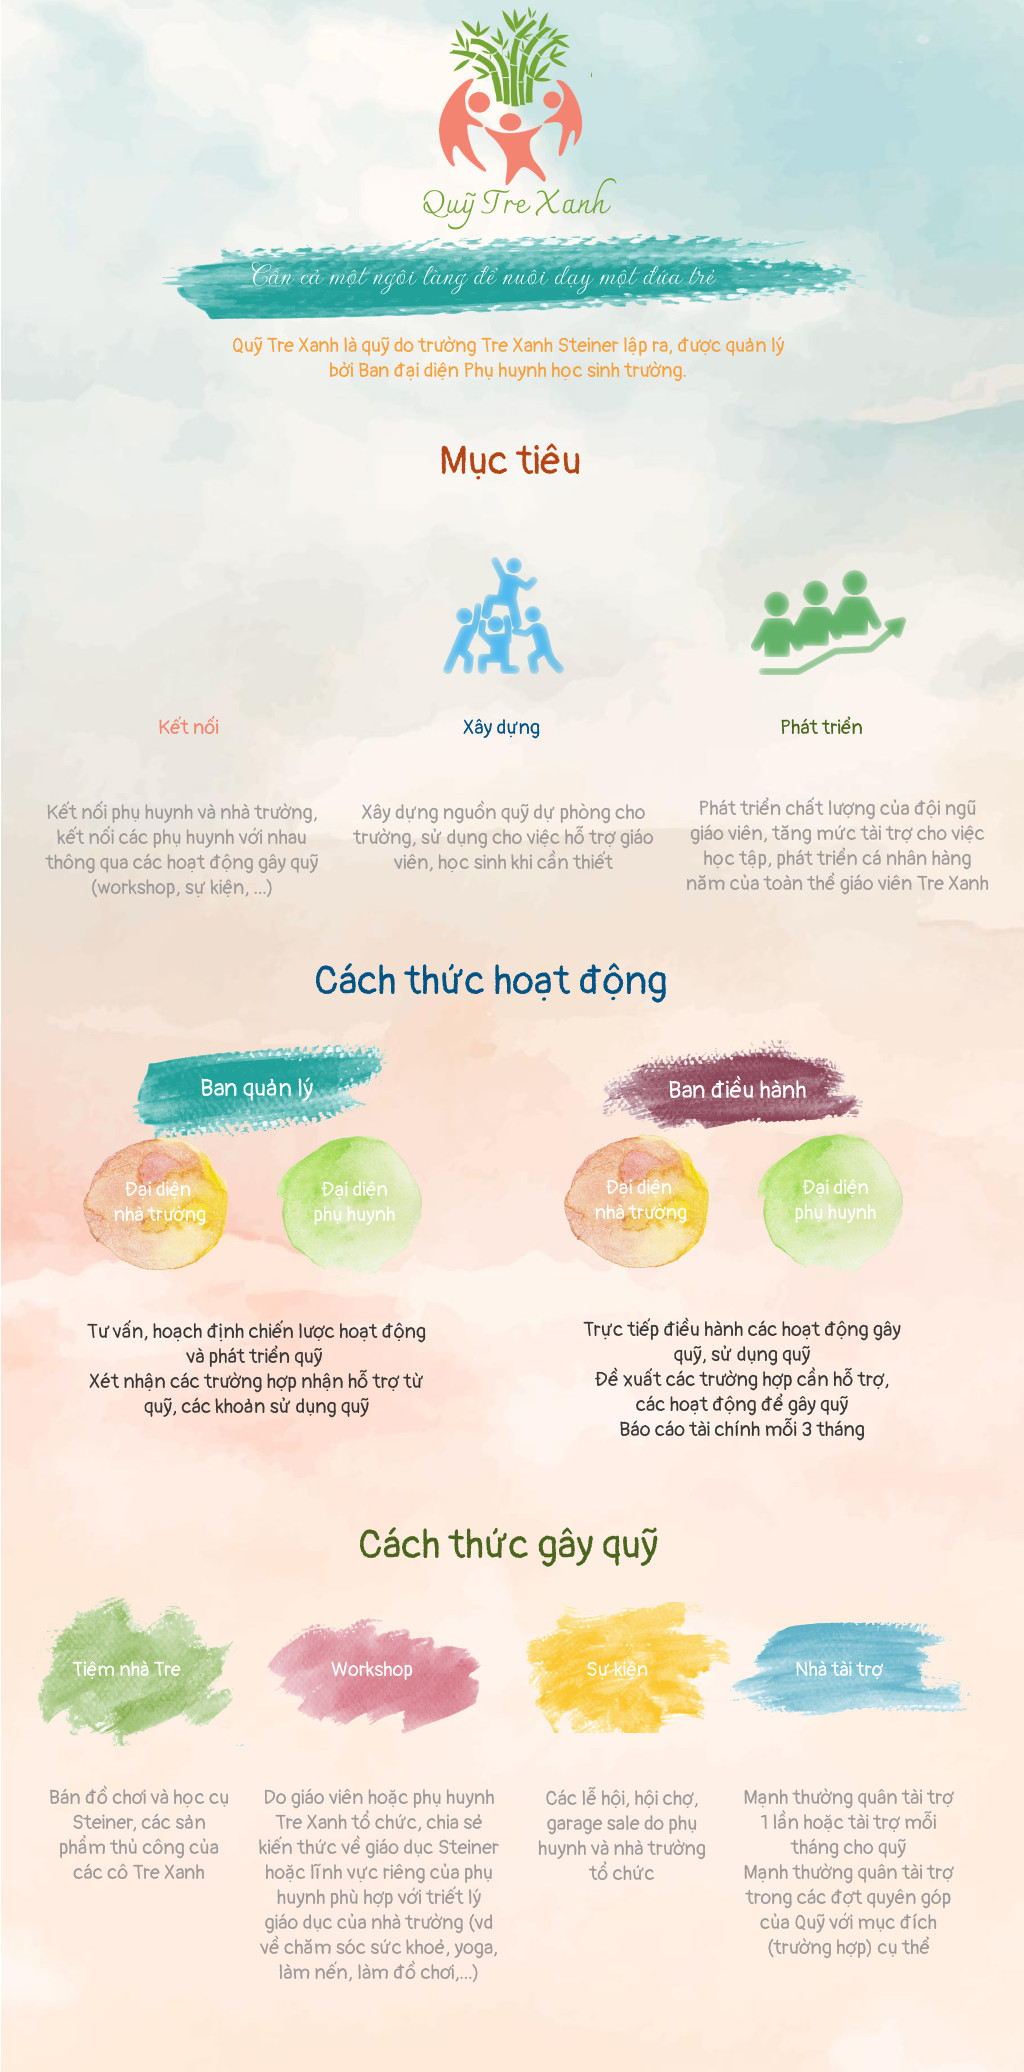 Quỹ Tre Xanh
Cần cả một ngôi làng để nuôi dạy một đứa trẻ
Quỹ Tre Xanh là quỹ do trường Tre Xanh Steiner lập ra, được quản lý
bởi Ban đại diện Phụ huynh học sinh trường.
Mục tiêu
Kết nối
Kết nối phụ huynh và nhà trường,
kết nối các phụ huynh với nhau
thông qua các hoạt động gây quỹ
(workshop, sự kiện, ...)
Xây dựng
Xây dựng nguồn quỹ dự phòng cho
trường, sử dụng cho việc hỗ trợ giáo
viên, học sinh khi cần thiết
Phát triển
Phát triển chất lượng của đội ngũ
giáo viên, tăng mức tài trợ cho việc
học tập, phát triển cá nhân hàng
năm của toàn thể giáo viên Tre Xanh
Cách thức hoạt động
Ban quản lý
Đại diện
nhà trường
Đại diện
phụ huynh
Tư vấn, hoạch định chiến lược hoạt động
và phát triển quỹ
Xét nhận các trường hợp nhận hỗ trợ từ
quỹ, các khoản sử dụng quỹ
Ban điều hành
Đại diện
nhà trường
Đại diện
phụ huynh
Trực tiếp điều hành các hoạt động gây
quỹ, sử dụng quỹ
Đề xuất các trường hợp cần hỗ trợ,
các hoạt động để gây quỹ
Báo cáo tài chính mỗi 3 tháng
Cách thức gây quỹ
Tiệm nhà Tre
Bán đồ chơi và học cụ
Steiner, các sản
phẩm thủ công của
các cô Tre Xanh
Workshop
Do giáo viên hoặc phụ huynh
Tre Xanh tổ chức, chia sẻ
kiến thức về giáo dục Steiner
hoặc lĩnh vực riêng của phụ
huynh phù hợp với triết lý
giáo dục của nhà trường (vd
về chăm sóc sức khoẻ, yoga,
làm nến, làm đồ chơi,...)
Sự kiện
Các lễ hội, hội chợ,
garage sale do phụ
huynh và nhà trường
tổ chức
Nhà tài trợ
Mạnh thường quân tài trợ
1 lần hoặc tài trợ mỗi
tháng cho quỹ
Mạnh thường quân tài trợ
trong các đợt quyên góp
của Quỹ với mục đích
(trường hợp) cụ thể